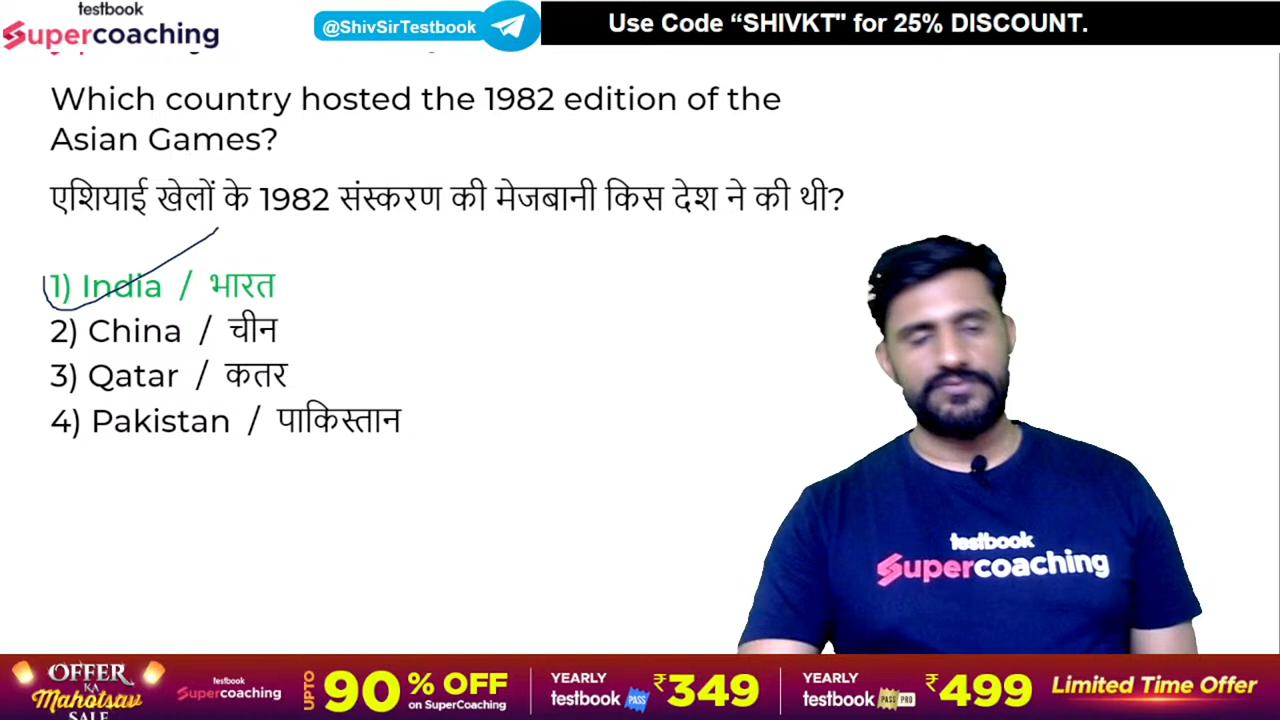 testbook
Supercoaching
@ShivSirTestbook
Use Code “SHIVKT" for 25% DISCOUNT.
Which country hosted the 1982 edition of the
Asian Games?
एशियाई खेलों के 1982 संस्करण की मेजबानी किस देश ने की थी?
1) India / भारत
2) China / चीन
3) Qatar / कतर
4) Pakistan / पाकिस्तान
testbook
Supercoaching
OFFER
KA
Mahotsav
SALE
testbook
Supercoaching
UPTO 90% OFF
on SuperCoaching
YEARLY
testbook PASS
₹349
YEARLY
testbook PASS PRO
₹499
Limited Time Offer